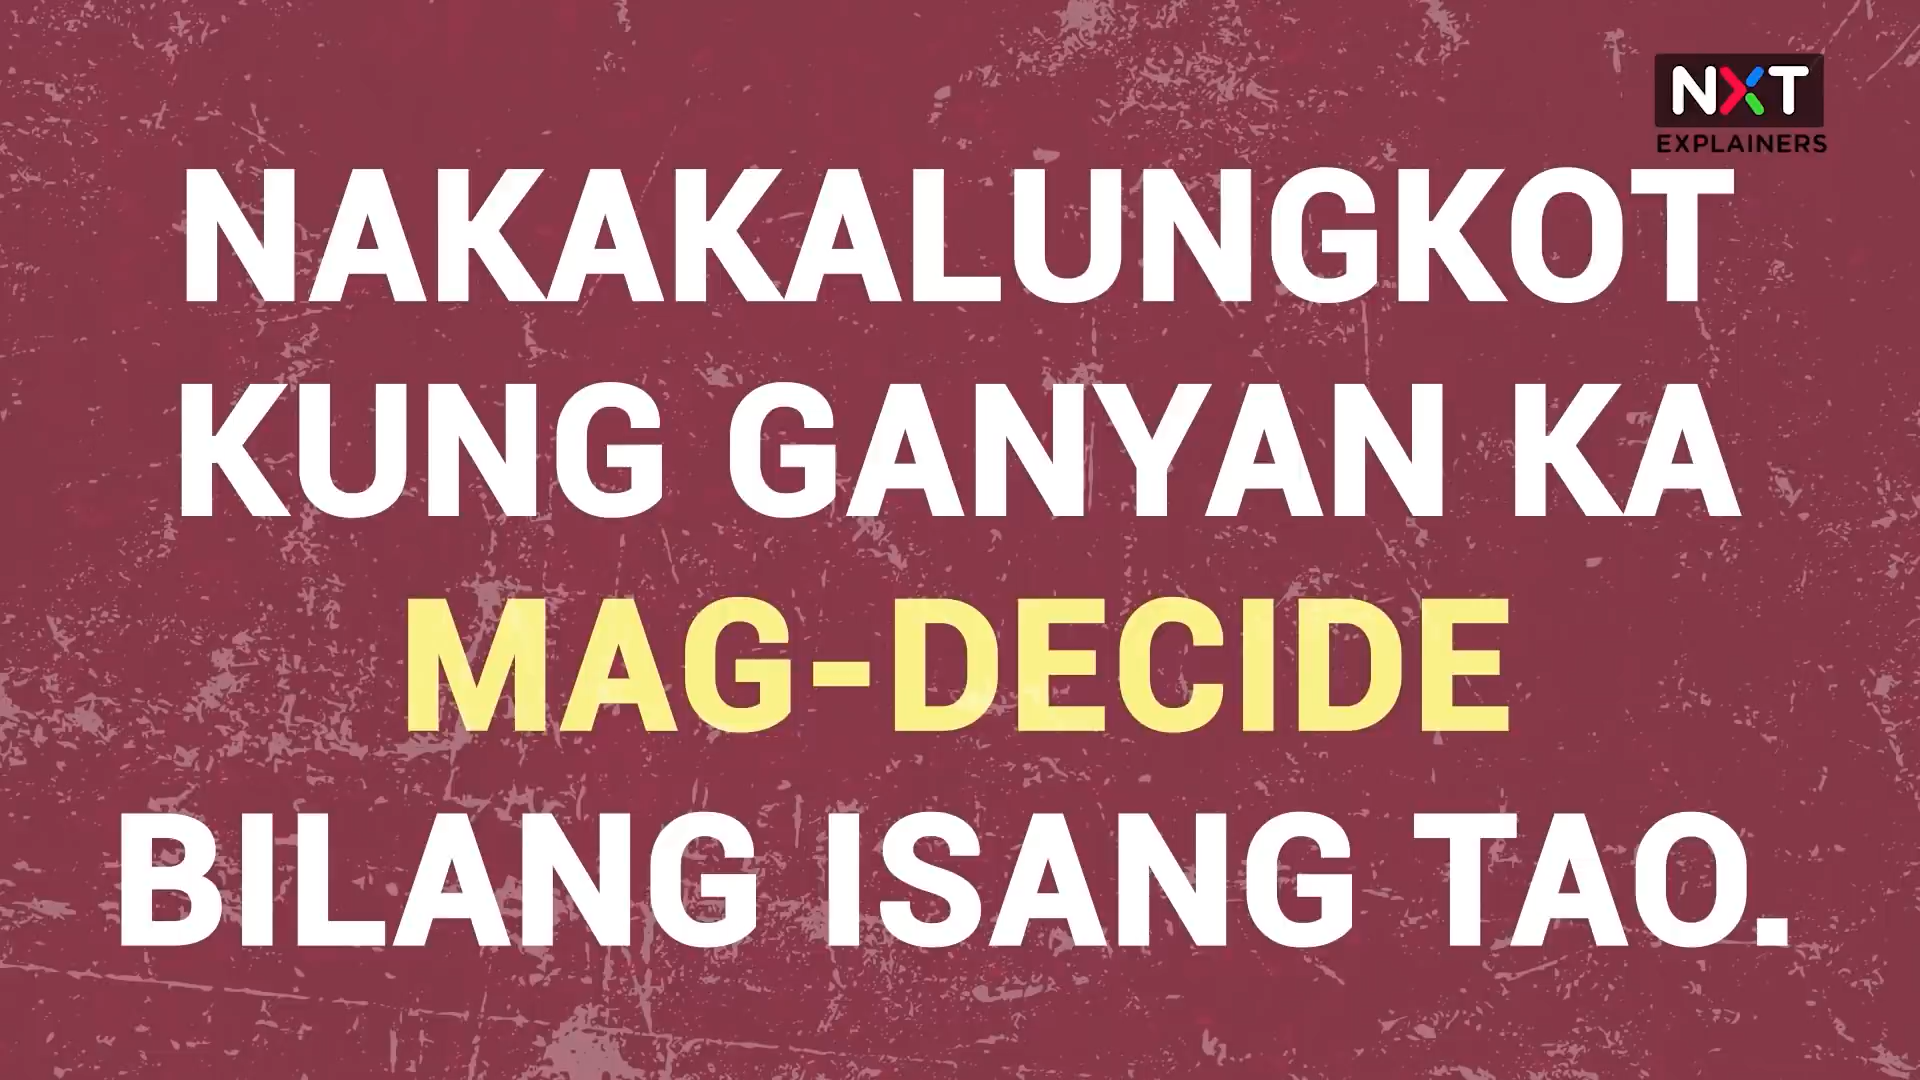 NXT
EXPLAINERS
NAKAKALUNGKOT
KUNG GANYAN KA
MAG-DECIDE
BILANG ISANG TAO.